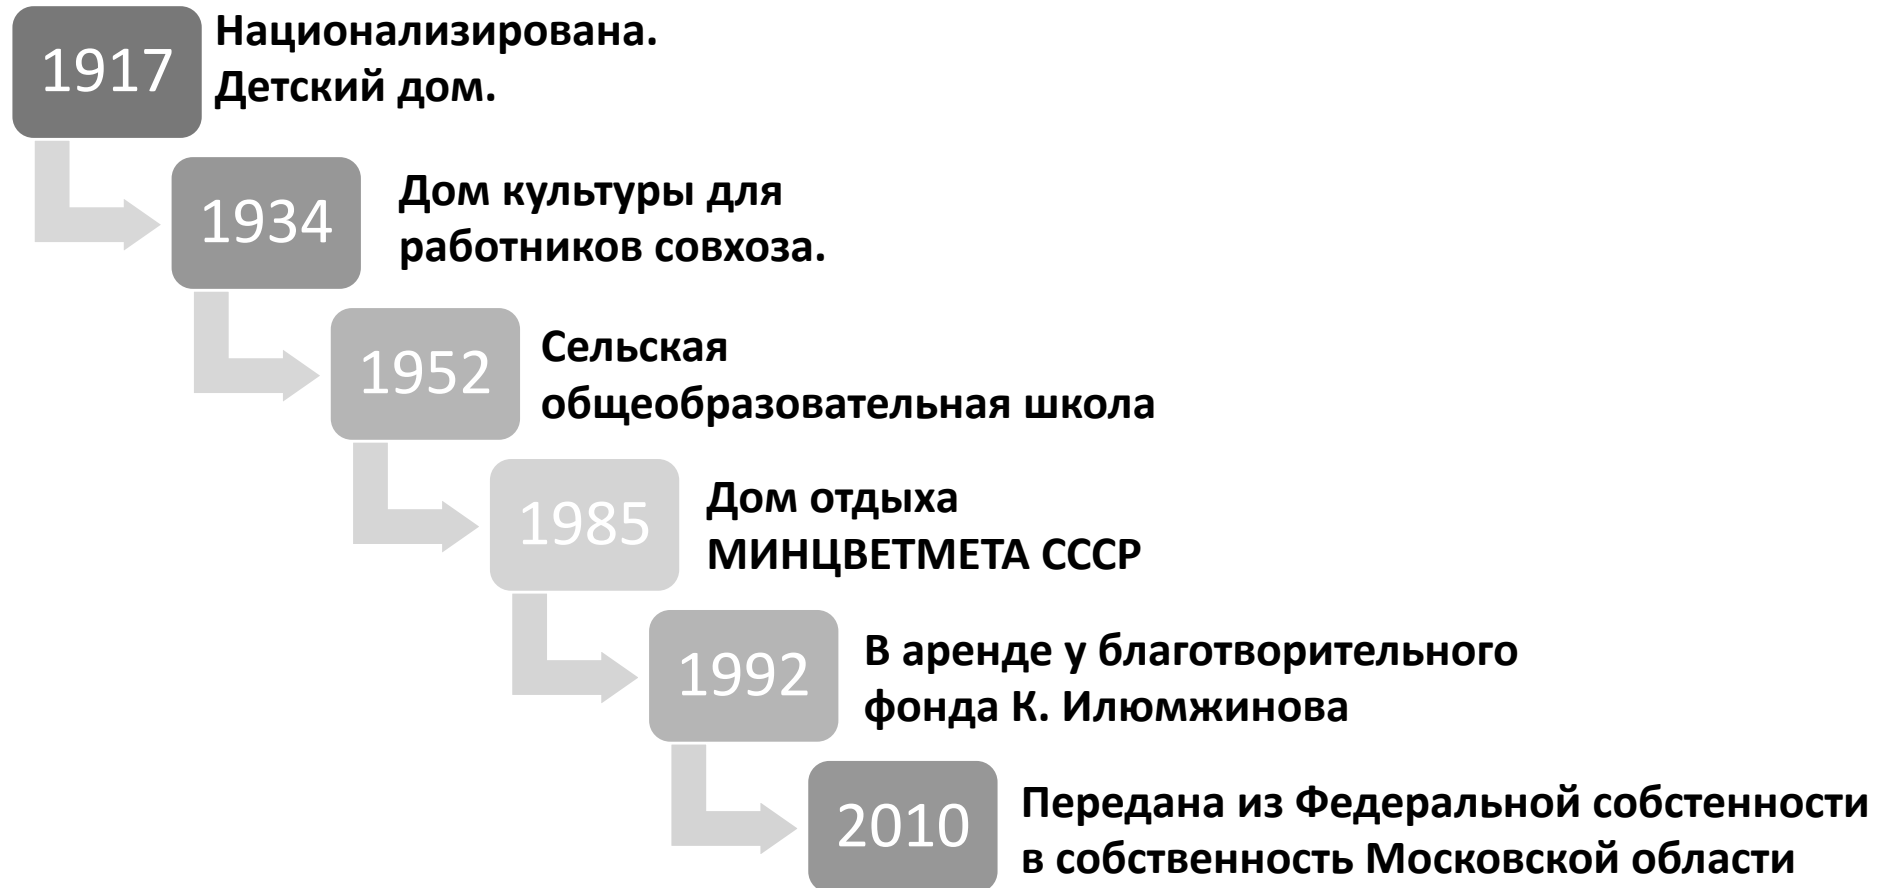 1917
Национализирована.
Детский дом.
1934
Дом культуры для
работников совхоза.
1952
Сельская
общеобразовательная школа
1985
Дом отдыха
МИНЦВЕТМЕТА СССР
1992
В аренде у благотворительного
фонда К. Илюмжинова
2010
Передана из Федеральной собстенности
в собственность Московской области